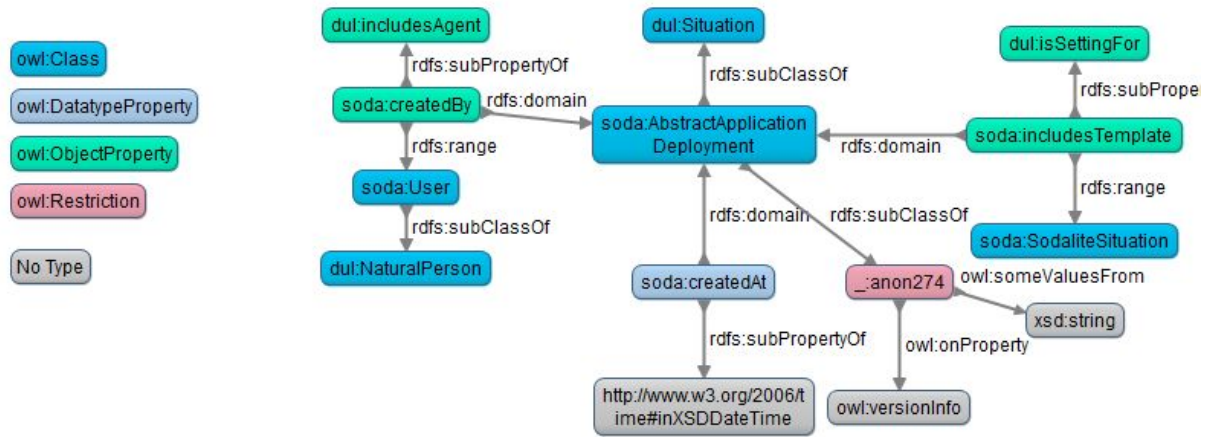 owl:Class
owl:DatatypeProperty
owl:ObjectProperty
owl:Restriction
No Type
dul:includesAgent
rdfs:subPropertyOf
soda:createdBy
rdfs:domain
rdfs:range
soda:User
rdfs:subClassOf
dul:NaturalPerson
dul:Situation
rdfs:subClassOf
soda:AbstractApplication
Deployment
rdfs:domain
rdfs:subClassOf
soda:createdAt
rdfs:subPropertyOf
http://www.w3.org/2006/t
ime#inXSDDateTime
_:anon274
owl:someValuesFrom
xsd:string
owl:onProperty
owl:versionInfo
dul:isSettingFor
rdfs:subProper
soda:includesTemplate
rdfs:domain
rdfs:range
soda:SodaliteSituation